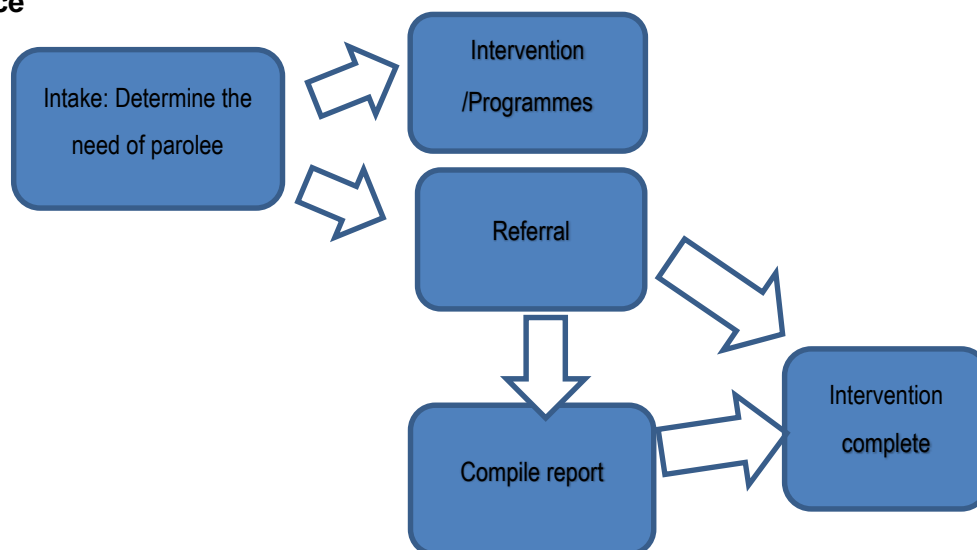 Intake: Determine the
need of parolee
Intervention
/Programmes
Referral
Compile report
Intervention
complete